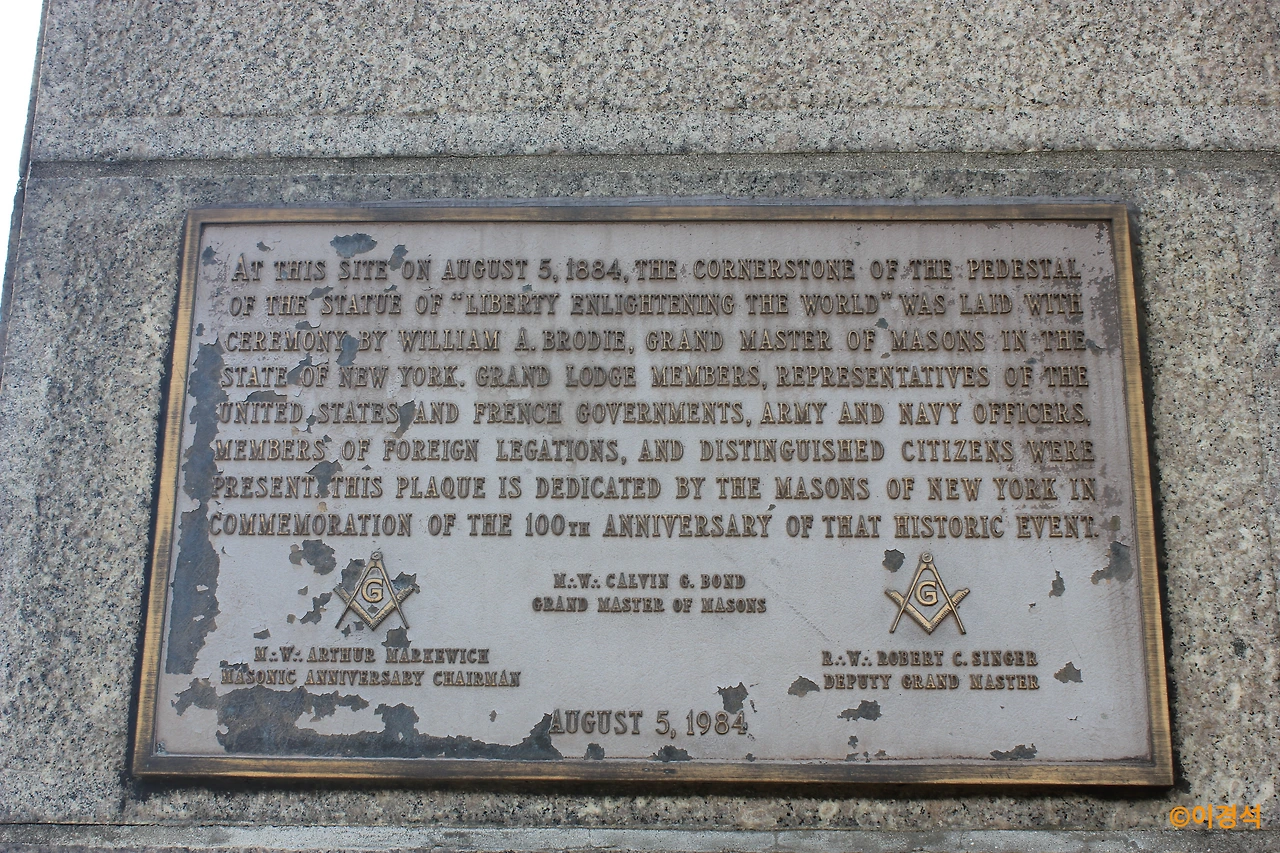 AT THIS SITE ON AUGUST 5, 1884, THE CORNERSTONE OF THE PEDESTAL
OF THE STATUE OF "LIBERTY ENLIGHTENING THE WORLD" WAS LAID WITH
CEREMONY BY WILLIAM A. BRODIE, GRAND MASTER OF MASONS IN THE
STATE OF NEW YORK. GRAND LODGE MEMBERS, REPRESENTATIVES OF THE
UNITED STATES AND FRENCH GOVERNMENTS, ARMY AND NAVY OFFICERS,
MEMBERS OF FOREIGN LEGATIONS, AND DISTINGUISHED CITIZENS WERE
PRESENT. THIS PLAQUE IS DEDICATED BY THE MASONS OF NEW YORK IN
COMMEMORATION OF THE 100TH ANNIVERSARY OF THAT HISTORIC EVENT.
G
M∴W∴ CALVIN G. BOND
GRAND MASTER OF MASONS
G
M∴W∴ ARTHUR MARKEWICH
MASONIC ANNIVERSARY CHAIRMAN
R∴W∴ ROBERT C. SINGER
DEPUTY GRAND MASTER
AUGUST 5, 1984
©이경석